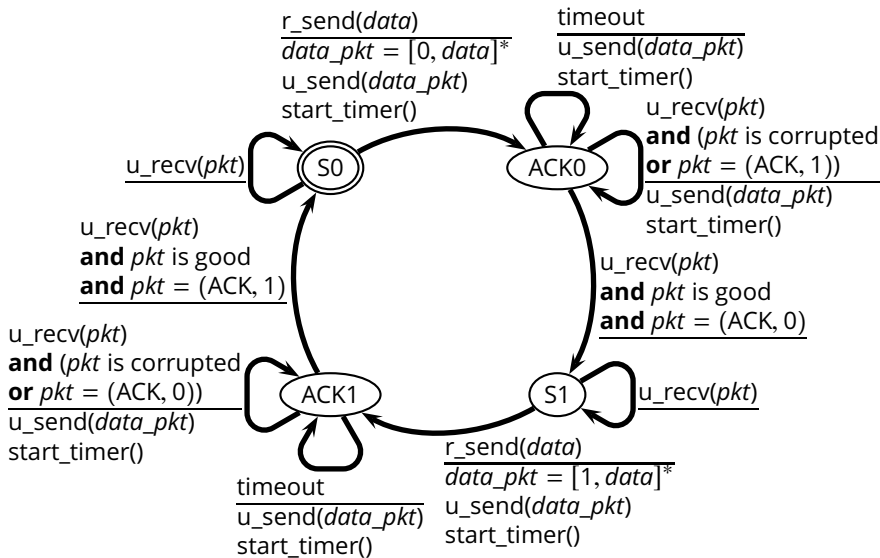 r_send(data)
data_pkt = [0, data]*
u_send(data_pkt)
start_timer()
timeout
u_send(data_pkt)
start_timer()
u_recv(pkt)
S0
ACK0
u_recv(pkt)
and (pkt is corrupted
or pkt = (ACK, 1))
u_send(data_pkt)
start_timer()
u_recv(pkt)
and pkt is good
and pkt = (ACK, 1)
u_recv(pkt)
and pkt is good
and pkt = (ACK, 0)
u_recv(pkt)
and (pkt is corrupted
or pkt = (ACK, 0))
u_send(data_pkt)
start_timer()
ACK1
S1
u_recv(pkt)
timeout
u_send(data_pkt)
start_timer()
r_send(data)
data_pkt = [1, data]*
u_send(data_pkt)
start_timer()